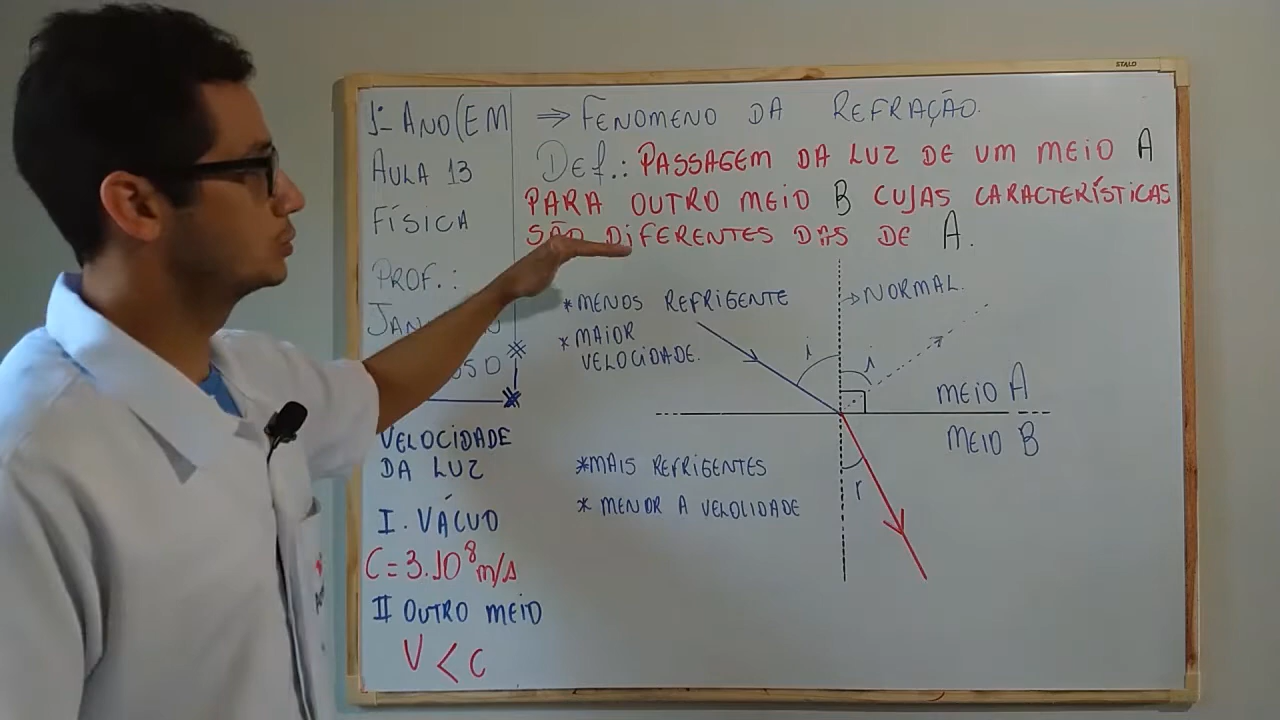 STALO
1º ANO (EM
AULA 13
FÍSICA
PROF.:
VELOCIDADE
DA LUZ
I. VÁCUO
C = 3.10⁸ m/s
II OUTRO MEIO
V < C
⇒ FENOMENO DA REFRAÇÃO.
DEF.: PASSAGEM DA LUZ DE UM MEIO A
PARA OUTRO MEIO B CUJAS CARACTERÍSTICAS
SÃO DIFERENTES DAS DE A.
* MENOS REFRIGENTE
* MAIOR
VELOCIDADE.
→ NORMAL.
i
i
MEIO A
MEIO B
* MAIS REFRIGENTES
* MENOR A VELOCIDADE
r